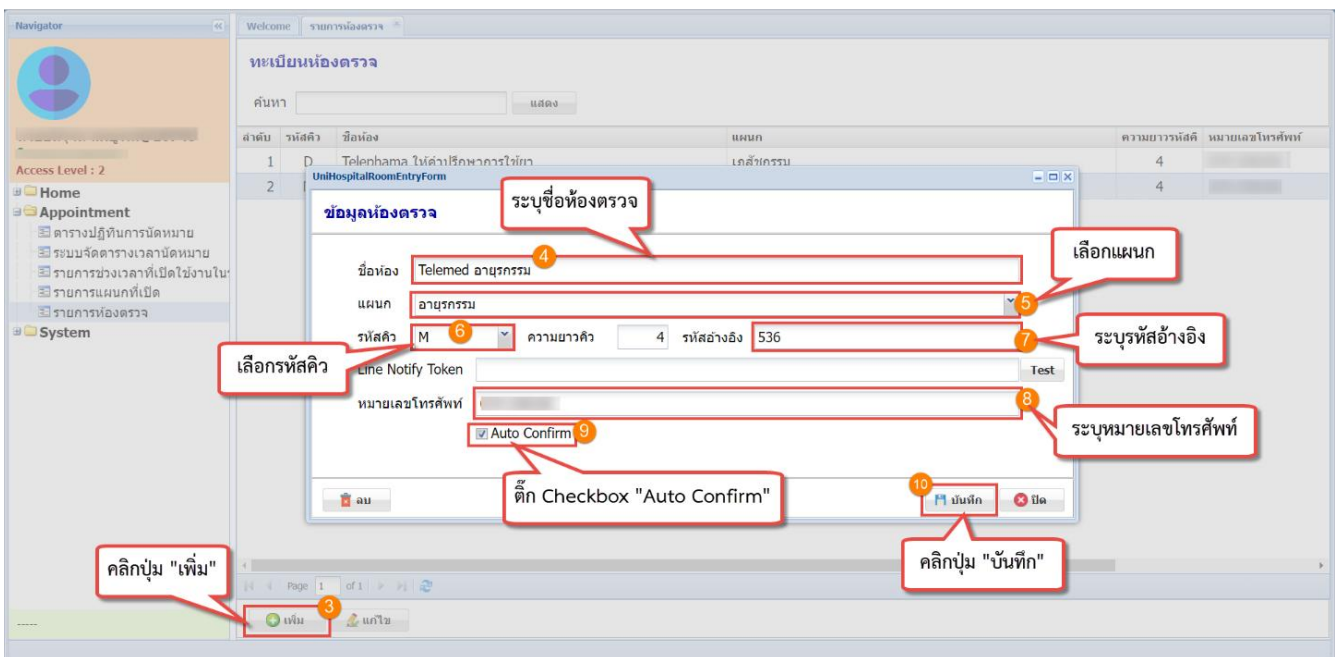 Navigator
Welcome
รายการห้องตรวจ
ทะเบียนห้องตรวจ
ค้นหา
แสดง
ลำดับ รหัสคิว ชื่อห้อง แผนก ความยาวรหัสคิ หมายเลขโทรศัพท์
1 D Telephama ให้คำปรึกษาการใช้ยา เภสัชกรรม 4
2 4
Access Level : 2
Home
Appointment
ตารางปฏิทินการนัดหมาย
ระบบจัดตารางเวลานัดหมาย
รายการช่วงเวลาที่เปิดใช้งานใน
รายการแผนกที่เปิด
รายการห้องตรวจ
System
UniHospitalRoomEntryForm
ข้อมูลห้องตรวจ
ระบุชื่อห้องตรวจ
เลือกแผนก
ชื่อห้อง Telemed อายุรกรรม 4
แผนก อายุรกรรม 5
รหัสคิว M 6 ความยาวคิว 4 รหัสอ้างอิง 536 7
ระบุรหัสอ้างอิง
เลือกรหัสคิว
Line Notify Token Test
หมายเลขโทรศัพท์ 8
ระบุหมายเลขโทรศัพท์
Auto Confirm 9
ติ๊ก Checkbox "Auto Confirm"
ลบ
10
บันทึก
ปิด
คลิกปุ่ม "บันทึก"
คลิกปุ่ม "เพิ่ม"
Page 1 of 1
3
เพิ่ม
แก้ไข
-----